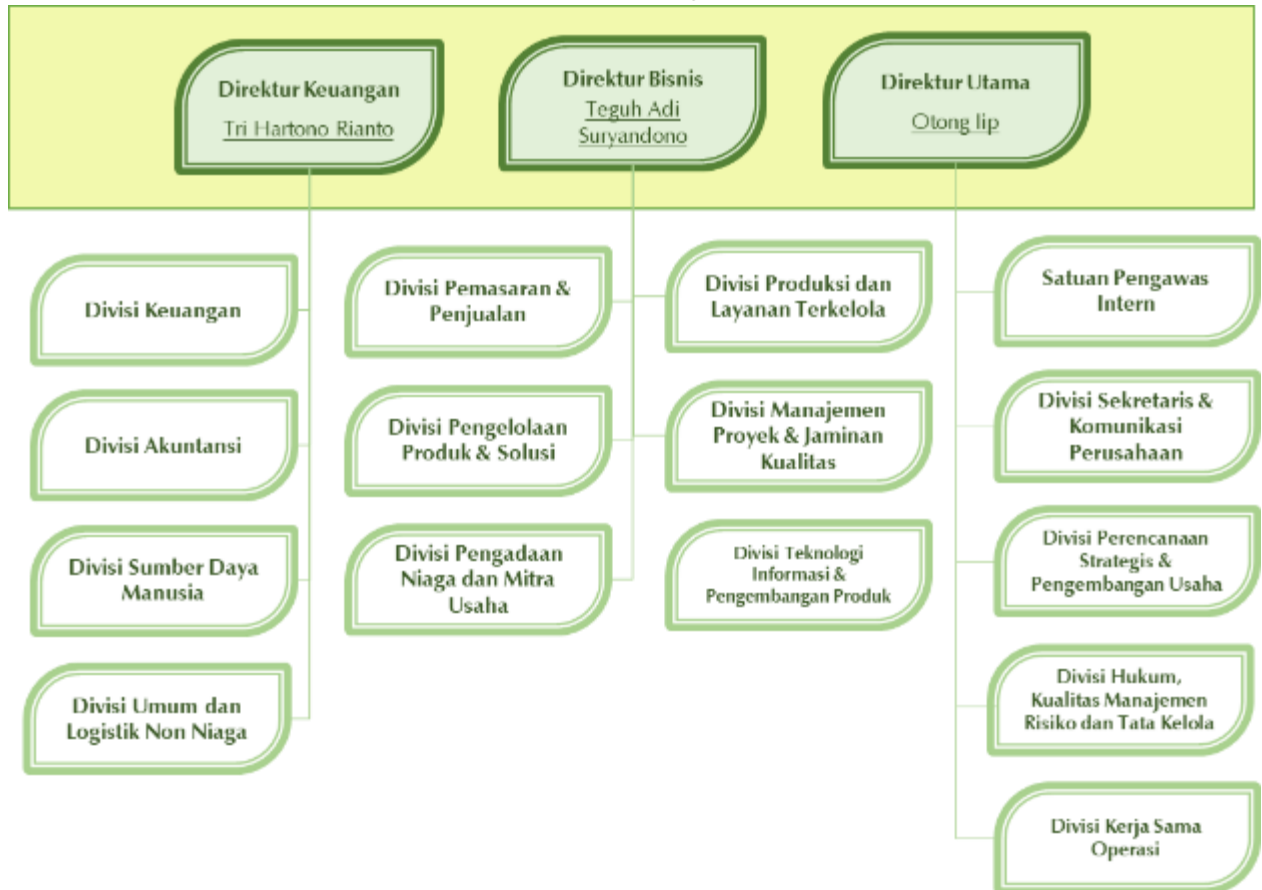 Direktur Keuangan
Tri Hartono Rianto
Direktur Bisnis
Teguh Adi
Suryandono
Direktur Utama
Otong Iip
Divisi Keuangan
Divisi Akuntansi
Divisi Sumber Daya
Manusia
Divisi Umum dan
Logistik Non Niaga
Divisi Pemasaran &
Penjualan
Divisi Pengelolaan
Produk & Solusi
Divisi Pengadaan
Niaga dan Mitra
Usaha
Divisi Produksi dan
Layanan Terkelola
Divisi Manajemen
Proyek & Jaminan
Kualitas
Divisi Teknologi
Informasi &
Pengembangan Produk
Satuan Pengawas
Intern
Divisi Sekretaris &
Komunikasi
Perusahaan
Divisi Perencanaan
Strategis &
Pengembangan Usaha
Divisi Hukum,
Kualitas Manajemen
Risiko dan Tata Kelola
Divisi Kerja Sama
Operasi